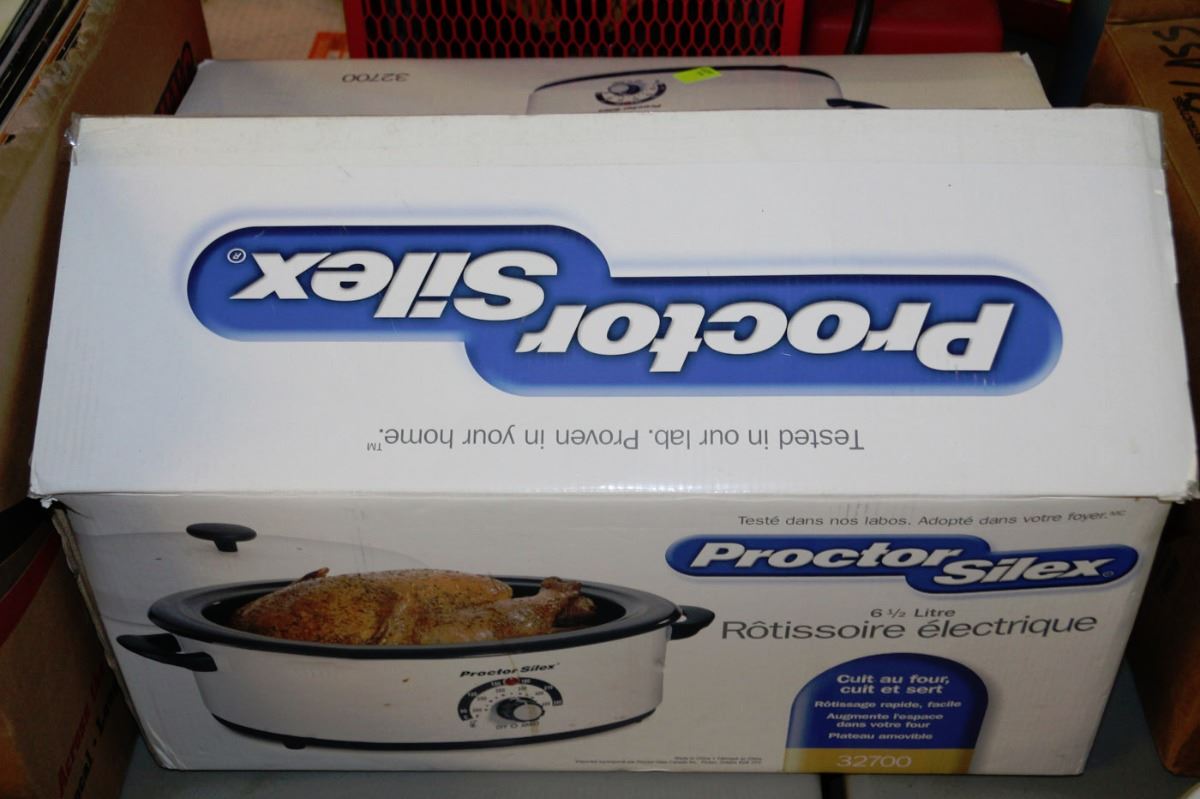 32700
Proctor
Silex®
Tested in our lab. Proven in your home.™
Testé dans nos labos. Adopté dans votre foyer.MC
Proctor
Silex®
6 ½ Litre
Rôtissoire électrique
Cuit au four,
cuit et sert
Rôtissage rapide, facile
Augmente l'espace
dans votre four
Plateau amovible
32700
Proctor Silex